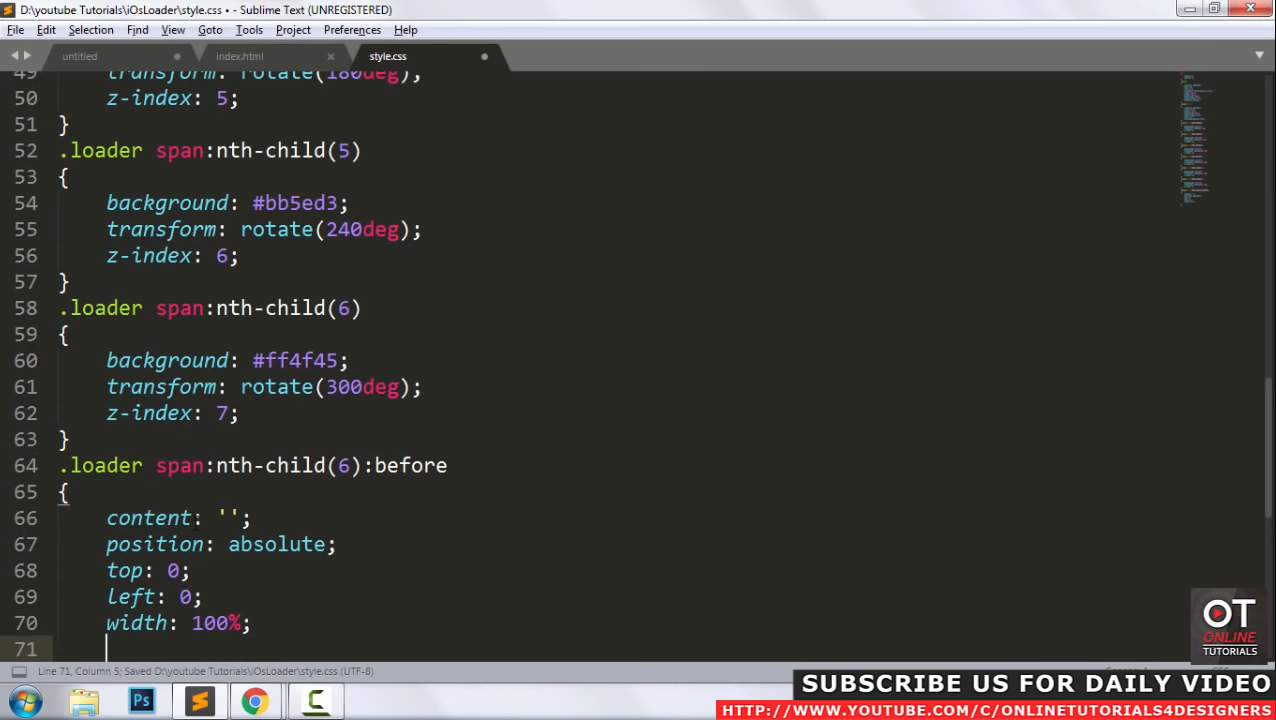 D:\youtube Tutorials\iOsLoader\style.css • - Sublime Text (UNREGISTERED)
File Edit Selection Find View Goto Tools Project Preferences Help
untitled index.html style.css
49 transform: rotate(180deg);
50 z-index: 5;
51 }
52 .loader span:nth-child(5)
53 {
54 background: #bb5ed3;
55 transform: rotate(240deg);
56 z-index: 6;
57 }
58 .loader span:nth-child(6)
59 {
60 background: #ff4f45;
61 transform: rotate(300deg);
62 z-index: 7;
63 }
64 .loader span:nth-child(6):before
65 {
66 content: '';
67 position: absolute;
68 top: 0;
69 left: 0;
70 width: 100%;
71
OT
ONLINE
TUTORIALS
Line 71, Column 5; Saved D:\youtube Tutorials\iOsLoader\style.css (UTF-8)
Ps
SUBSCRIBE US FOR DAILY VIDEO
HTTP://WWW.YOUTUBE.COM/C/ONLINETUTORIALS4DESIGNERS